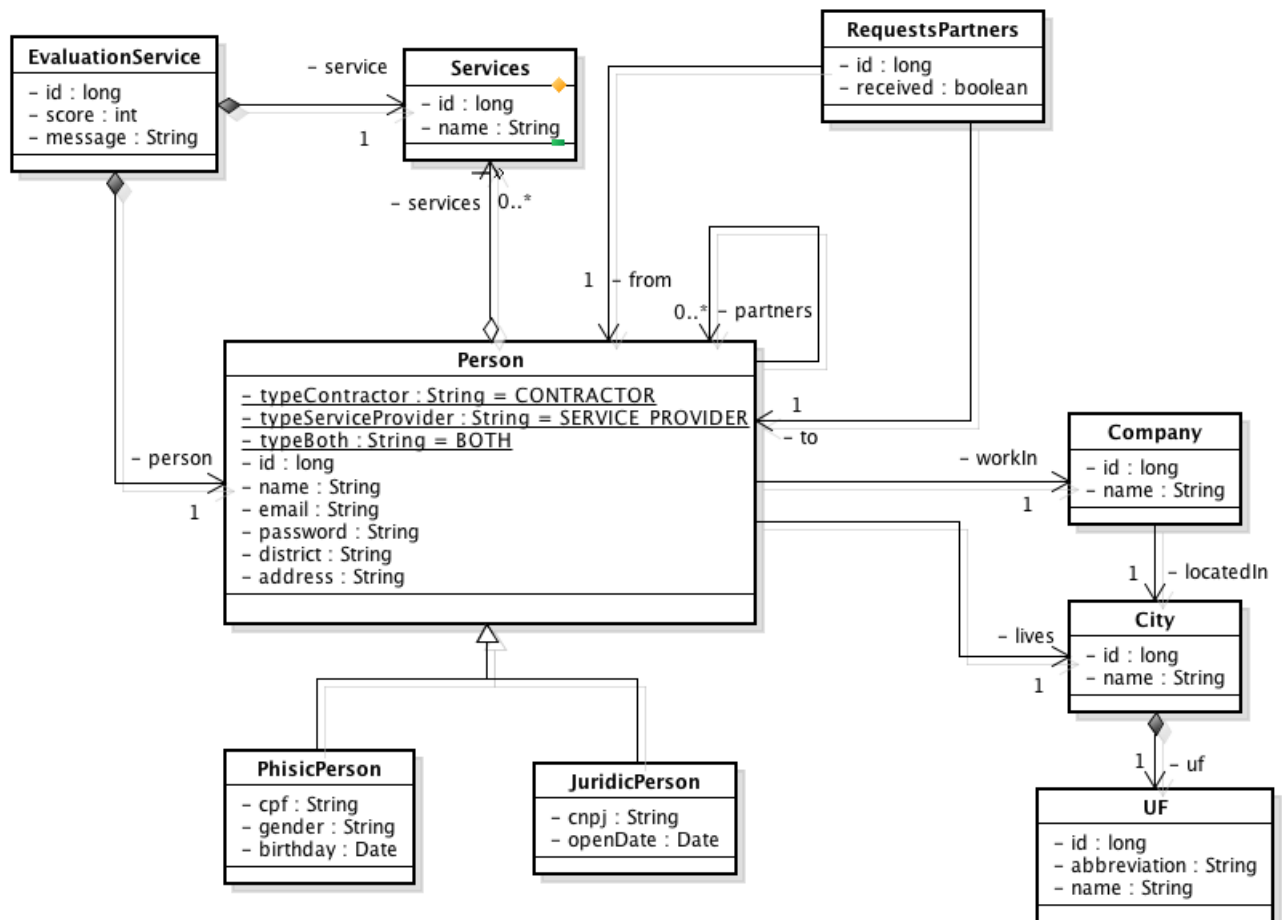 EvaluationService
- id : long
- score : int
- message : String
- service
1
Services
- id : long
- name : String
RequestsPartners
- id : long
- received : boolean
- services
0..*
1
- from
0..*
- partners
Person
- typeContractor : String = CONTRACTOR
- typeServiceProvider : String = SERVICE_PROVIDER
- typeBoth : String = BOTH
- id : long
- name : String
- email : String
- password : String
- district : String
- address : String
1
- to
- person
1
- workIn
1
Company
- id : long
- name : String
1
- locatedIn
- lives
1
City
- id : long
- name : String
1
- uf
PhisicPerson
- cpf : String
- gender : String
- birthday : Date
JuridicPerson
- cnpj : String
- openDate : Date
UF
- id : long
- abbreviation : String
- name : String